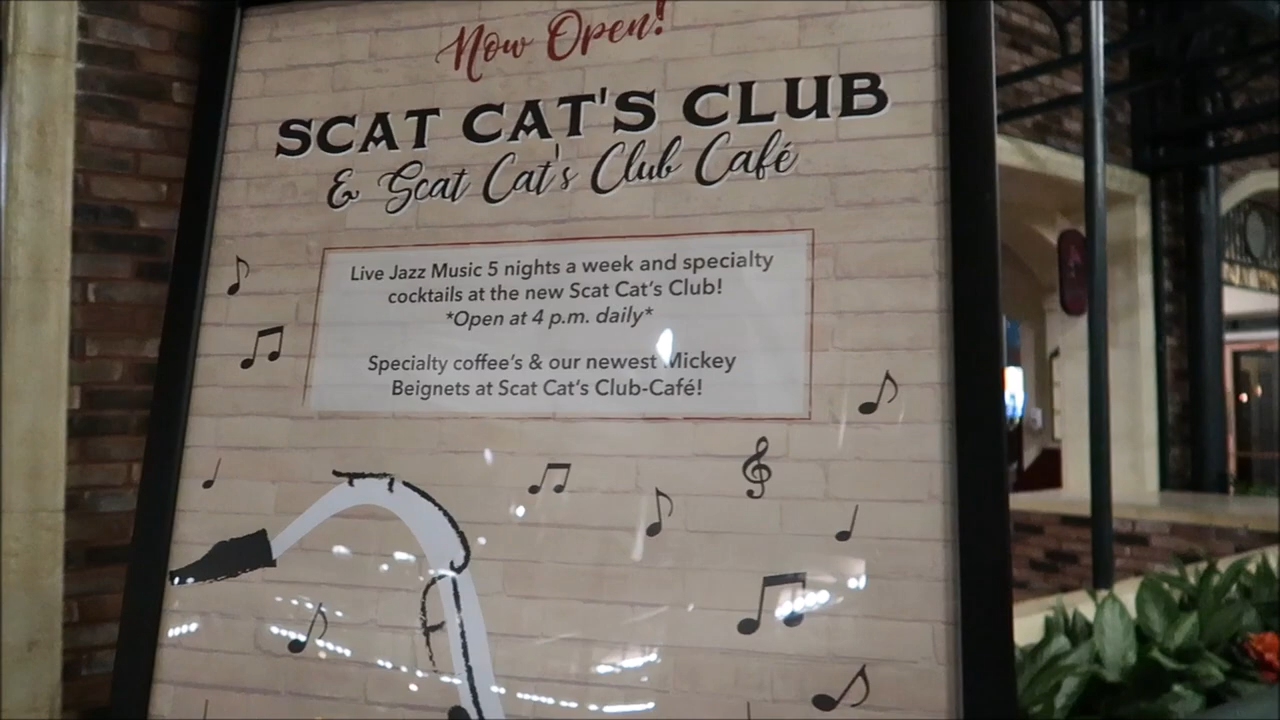 Now Open!
SCAT CAT'S CLUB
& Scat Cat's Club Café
Live Jazz Music 5 nights a week and specialty
cocktails at the new Scat Cat's Club!
*Open at 4 p.m. daily*
Specialty coffee's & our newest Mickey
Beignets at Scat Cat's Club-Café!